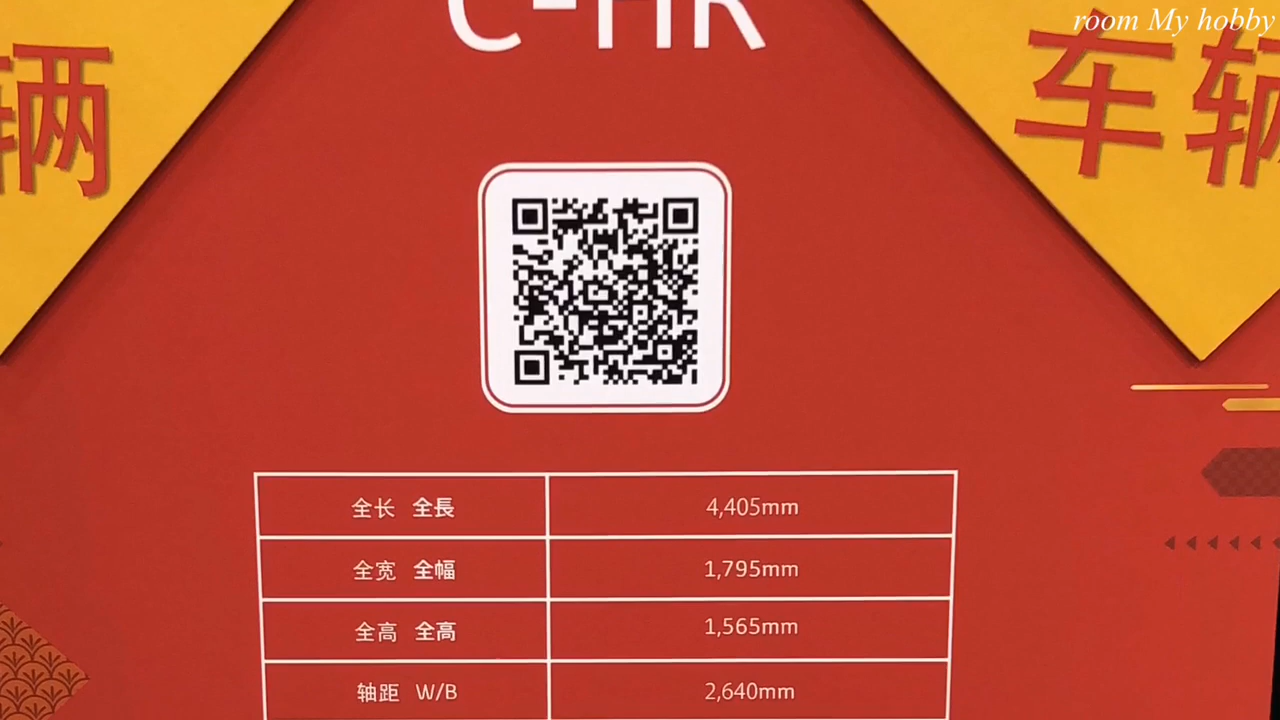 room My hobby
C-HR
辆
车辆
全长 全長 4,405mm
全宽 全幅 1,795mm
全高 全高 1,565mm
轴距 W/B 2,640mm